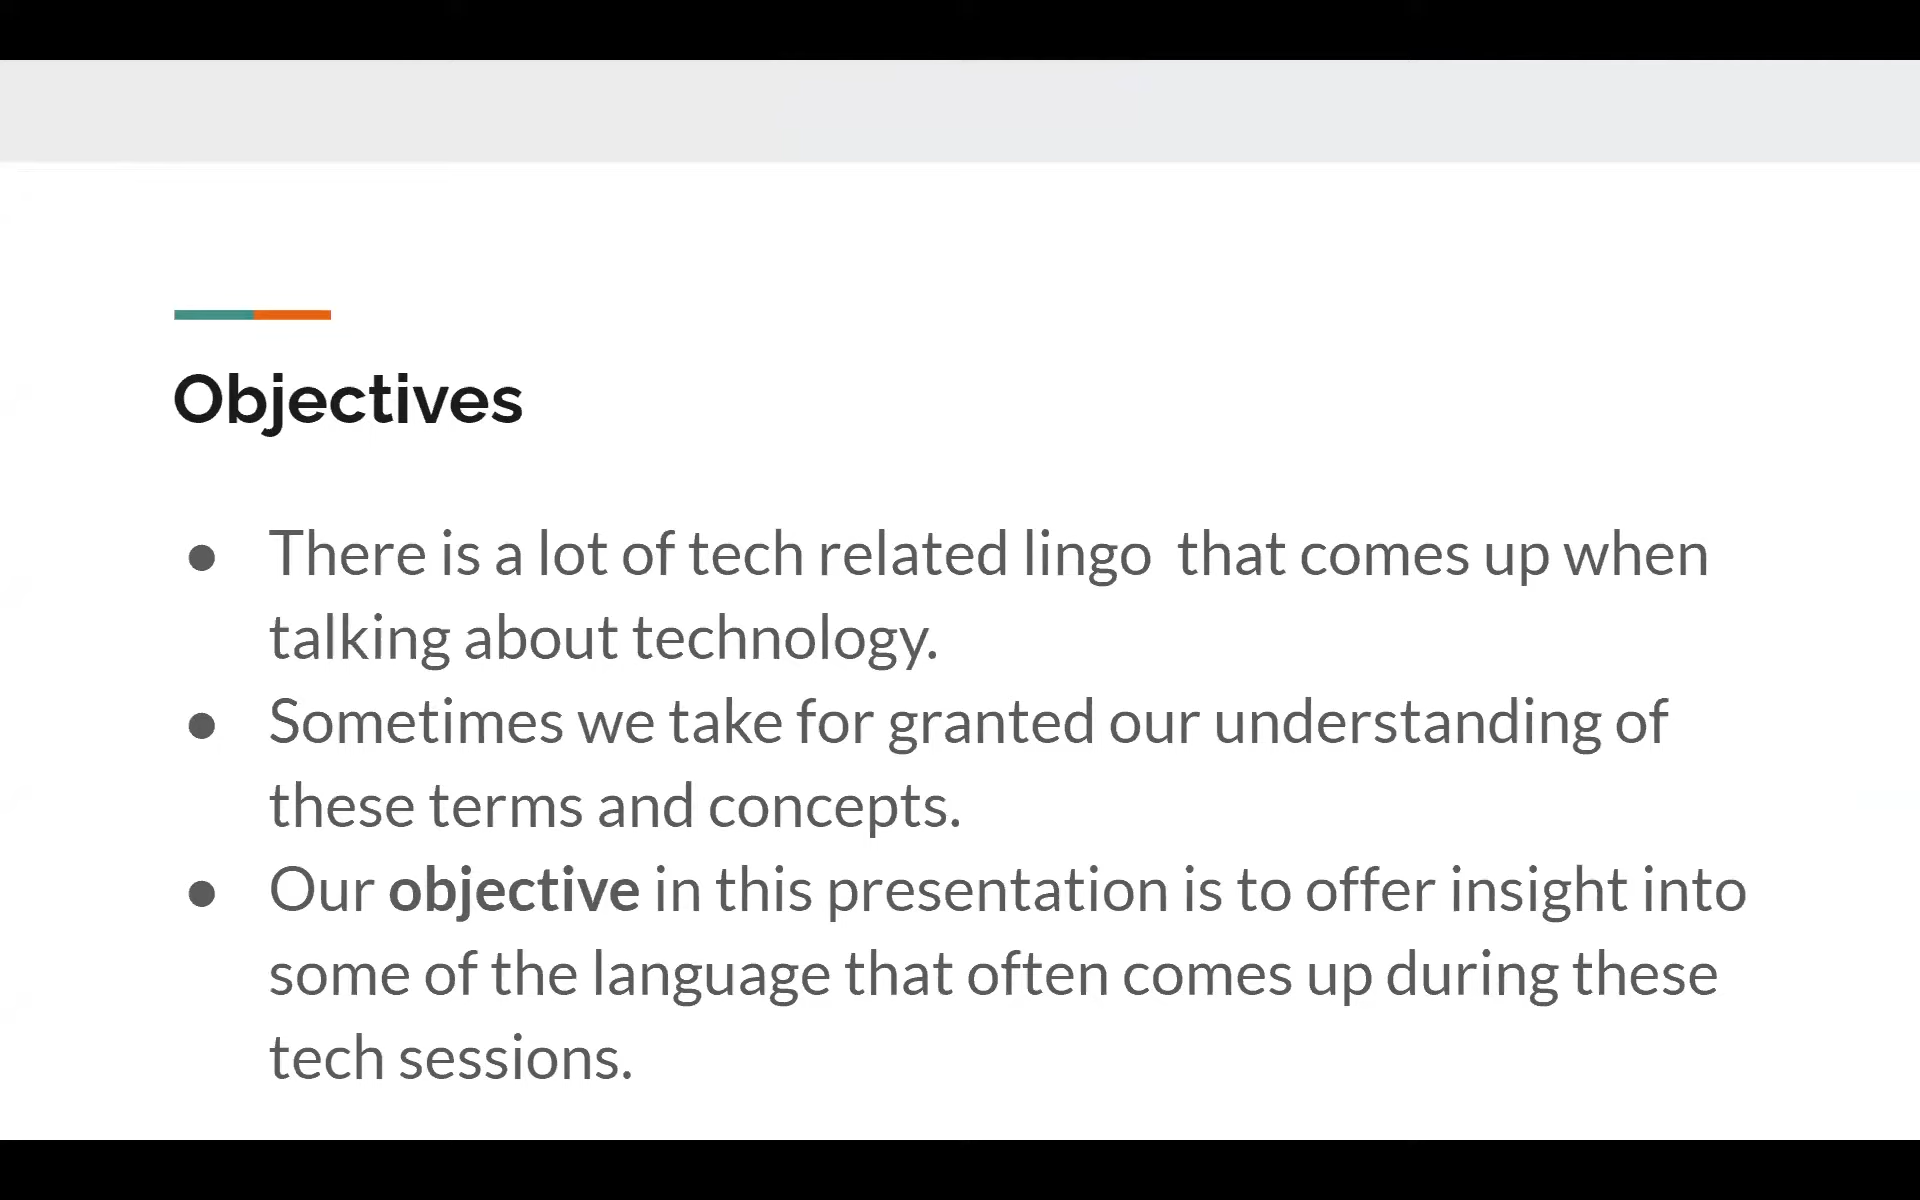 Objectives
● There is a lot of tech related lingo  that comes up when
talking about technology.
● Sometimes we take for granted our understanding of
these terms and concepts.
● Our objective in this presentation is to offer insight into
some of the language that often comes up during these
tech sessions.